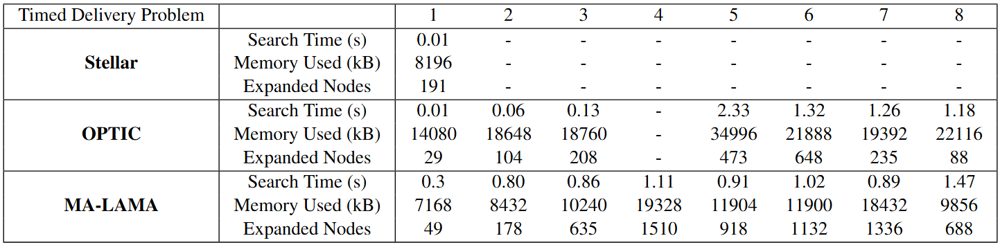 Timed Delivery Problem 1 2 3 4 5 6 7 8
Search Time (s) 0.01 - - - - - - -
Stellar Memory Used (kB) 8196 - - - - - - -
Expanded Nodes 191 - - - - - - -
Search Time (s) 0.01 0.06 0.13 - 2.33 1.32 1.26 1.18
OPTIC Memory Used (kB) 14080 18648 18760 - 34996 21888 19392 22116
Expanded Nodes 29 104 208 - 473 648 235 88
Search Time (s) 0.3 0.80 0.86 1.11 0.91 1.02 0.89 1.47
MA-LAMA Memory Used (kB) 7168 8432 10240 19328 11904 11900 18432 9856
Expanded Nodes 49 178 635 1510 918 1132 1336 688